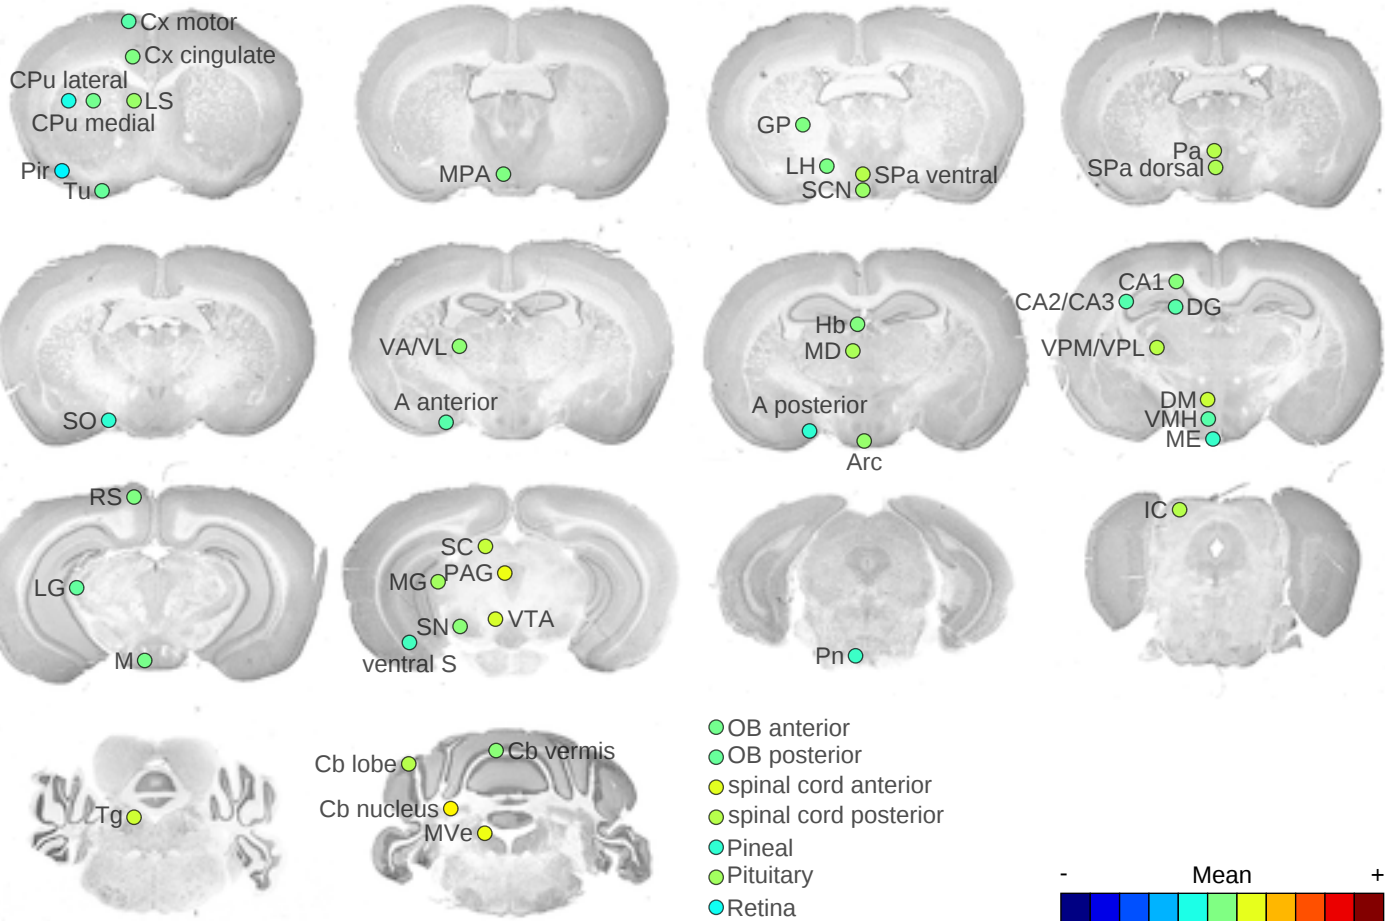 Cx motor
Cx cingulate
CPu lateral
LS
CPu medial
Pir
Tu
MPA
GP
LH
SPa ventral
SCN
Pa
SPa dorsal
SO
VA/VL
A anterior
Hb
MD
A posterior
Arc
CA1
CA2/CA3
DG
VPM/VPL
DM
VMH
ME
RS
LG
M
SC
PAG
MG
VTA
SN
ventral S
Pn
IC
Tg
Cb vermis
Cb lobe
Cb nucleus
MVe
OB anterior
OB posterior
spinal cord anterior
spinal cord posterior
Pineal
Pituitary
Retina
- Mean +